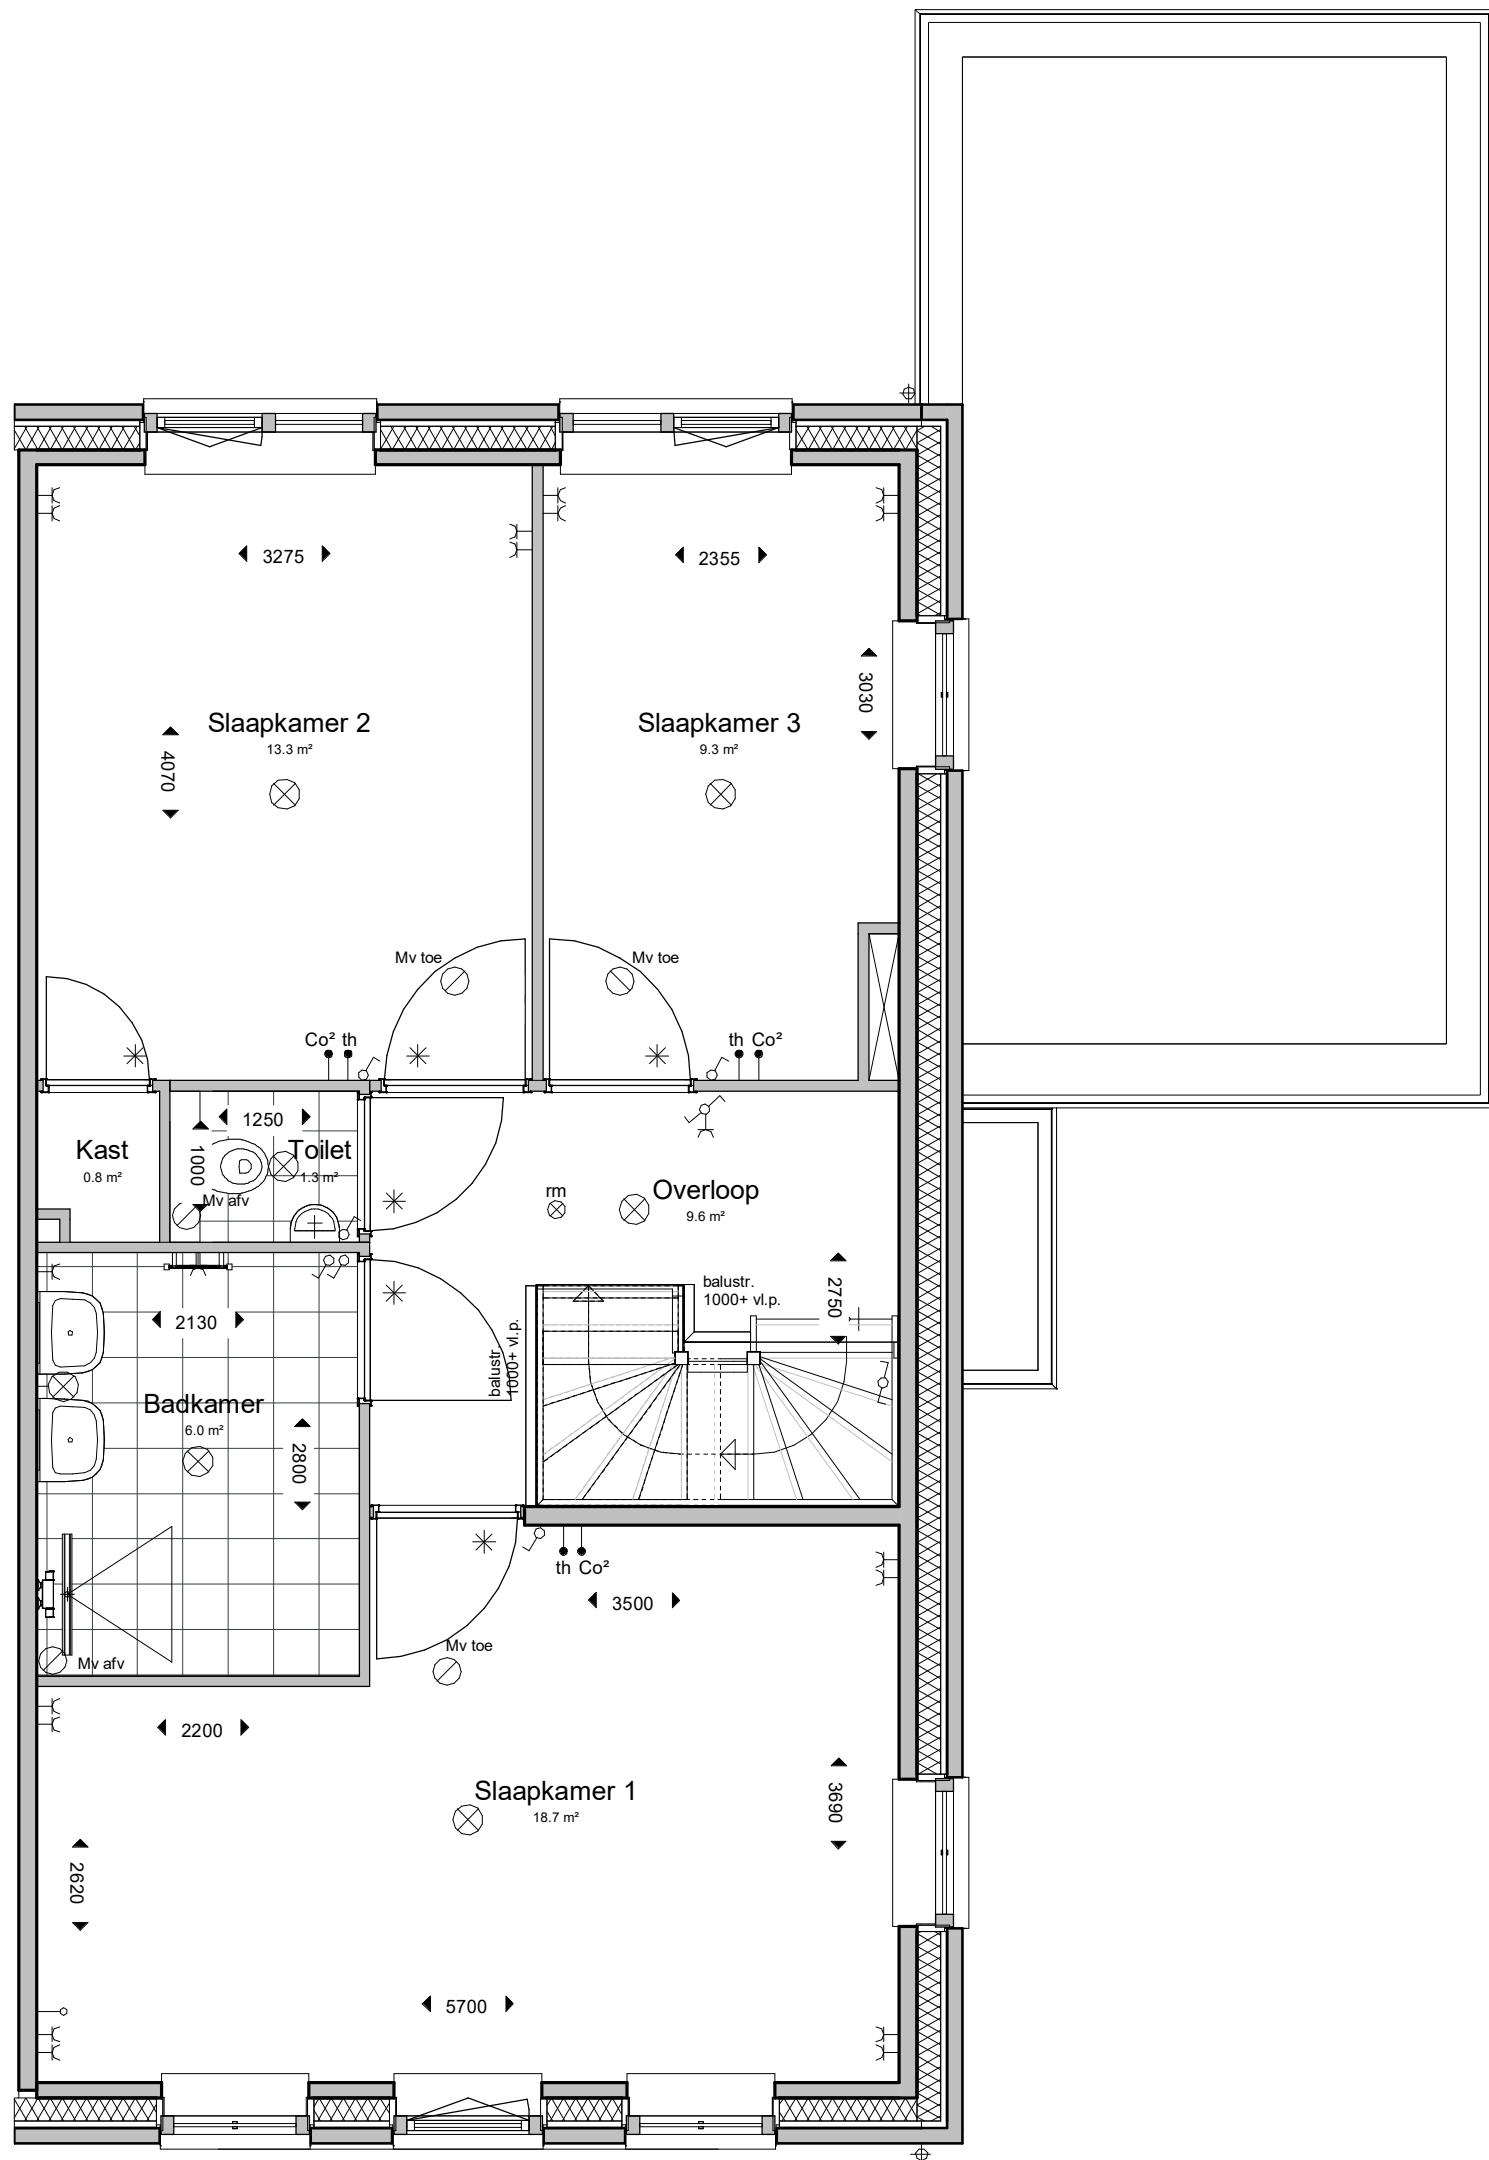 3275
2355
3030
Slaapkamer 2
13.3 m²
4070
Slaapkamer 3
9.3 m²
Mv toe
Mv toe
Co² th
th Co²
1250
1000
Kast
0.8 m²
Toilet
1.3 m²
Mv afv
rm
Overloop
9.6 m²
2130
balustr.
1000+ vl.p.
2750
balustr
1000+ vl.p.
Badkamer
6.0 m²
2800
th Co²
3500
Mv toe
Mv afv
2200
Slaapkamer 1
18.7 m²
3690
2620
5700